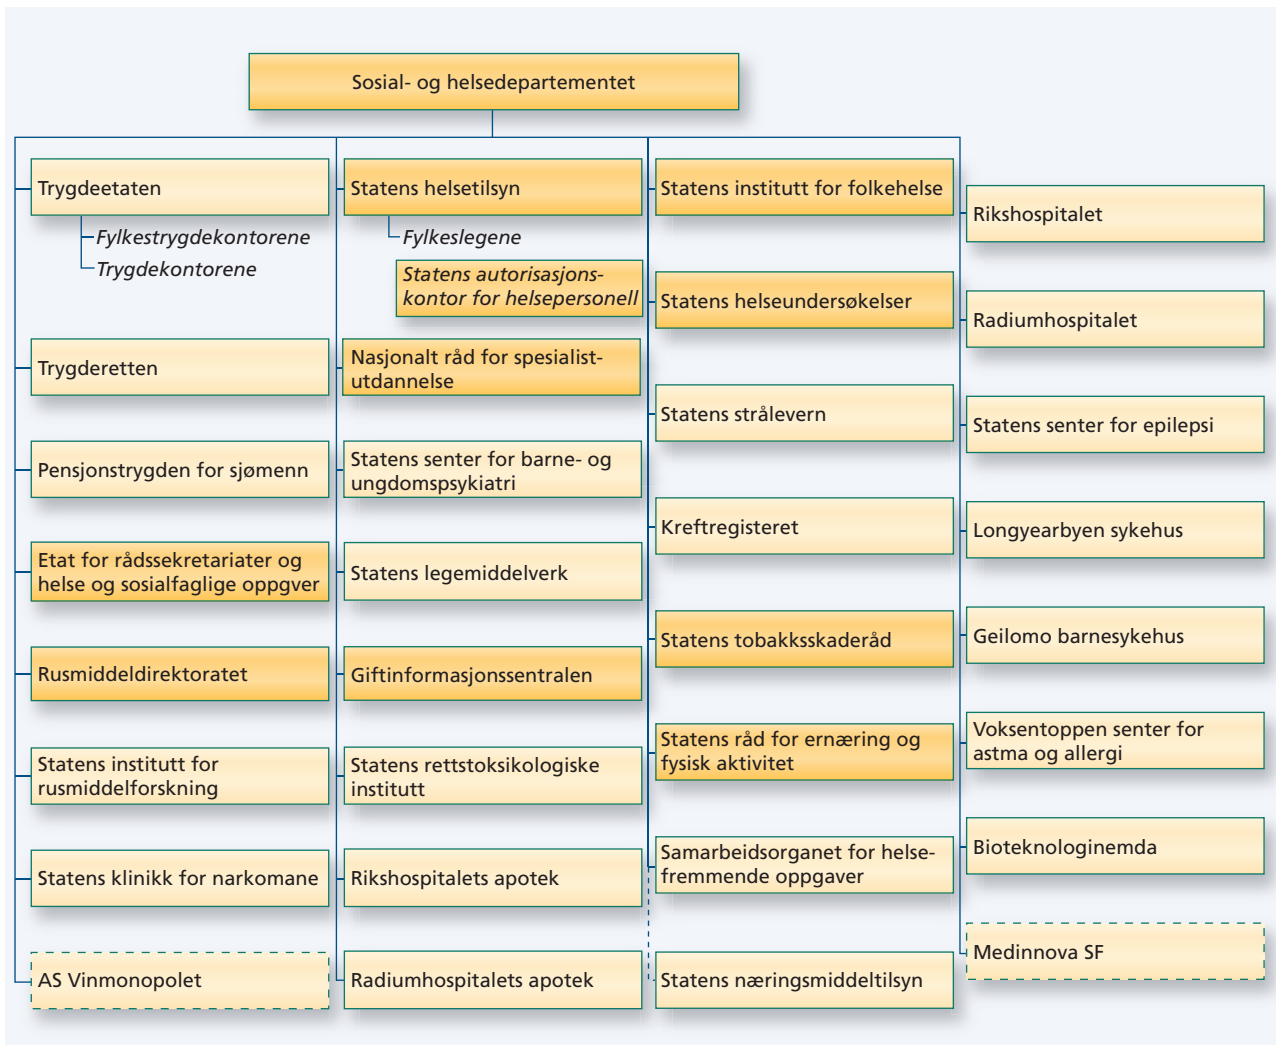 Sosial- og helsedepartementet
Trygdeetaten
Fylkestrygdekontorene
Trygdekontorene
Trygderetten
Pensjonstrygden for sjømenn
Etat for rådssekretariater og
helse og sosialfaglige oppgver
Rusmiddeldirektoratet
Statens institutt for
rusmiddelforskning
Statens klinikk for narkomane
AS Vinmonopolet
Statens helsetilsyn
Fylkeslegene
Statens autorisasjons-
kontor for helsepersonell
Nasjonalt råd for spesialist-
utdannelse
Statens senter for barne- og
ungdomspsykiatri
Statens legemiddelverk
Giftinformasjonssentralen
Statens rettstoksikologiske
institutt
Rikshospitalets apotek
Radiumhospitalets apotek
Statens institutt for folkehelse
Statens helseundersøkelser
Statens strålevern
Kreftregisteret
Statens tobakksskaderåd
Statens råd for ernæring og
fysisk aktivitet
Samarbeidsorganet for helse-
fremmende oppgaver
Statens næringsmiddeltilsyn
Rikshospitalet
Radiumhospitalet
Statens senter for epilepsi
Longyearbyen sykehus
Geilomo barnesykehus
Voksentoppen senter for
astma og allergi
Bioteknologinemda
Medinnova SF